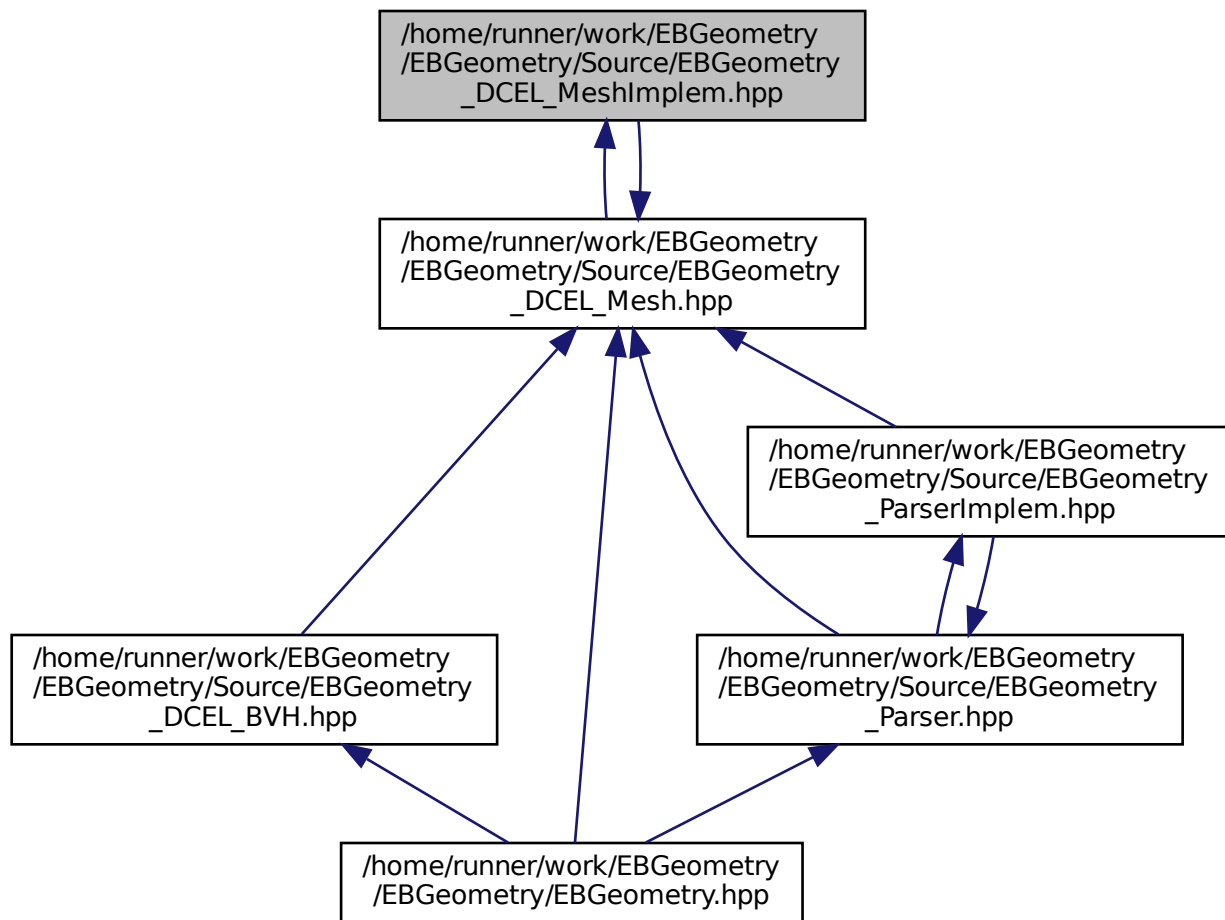 /home/runner/work/EBGeometry
/EBGeometry/Source/EBGeometry
_DCEL_MeshImplem.hpp
/home/runner/work/EBGeometry
/EBGeometry/Source/EBGeometry
_DCEL_Mesh.hpp
/home/runner/work/EBGeometry
/EBGeometry/Source/EBGeometry
_ParserImplem.hpp
/home/runner/work/EBGeometry
/EBGeometry/Source/EBGeometry
_DCEL_BVH.hpp
/home/runner/work/EBGeometry
/EBGeometry/Source/EBGeometry
_Parser.hpp
/home/runner/work/EBGeometry
/EBGeometry/EBGeometry.hpp